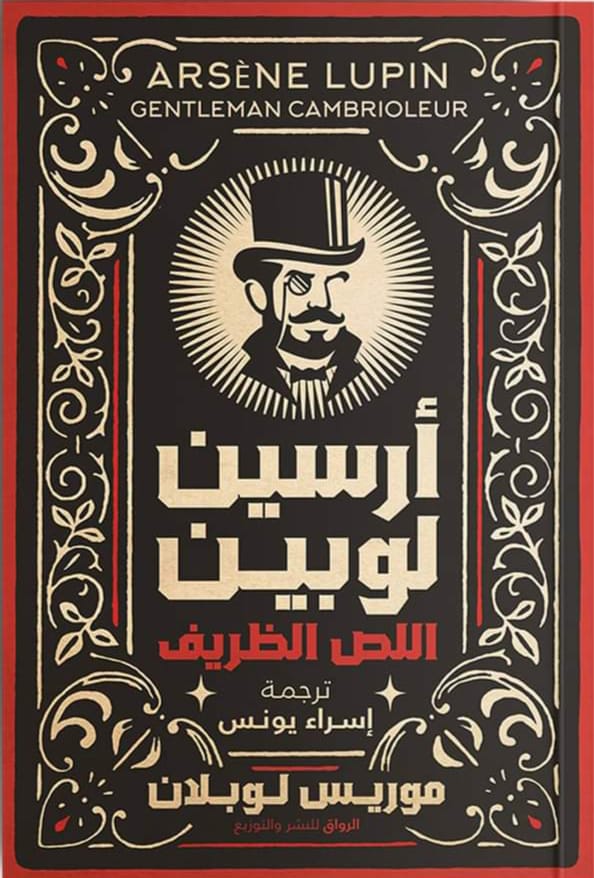 ARSÈNE LUPIN
GENTLEMAN CAMBRIOLEUR
أرسين
لوبين
اللص الظريف
ترجمة
إسراء يونس
موريس لوبلان
الرواق للنشر والتوزيع